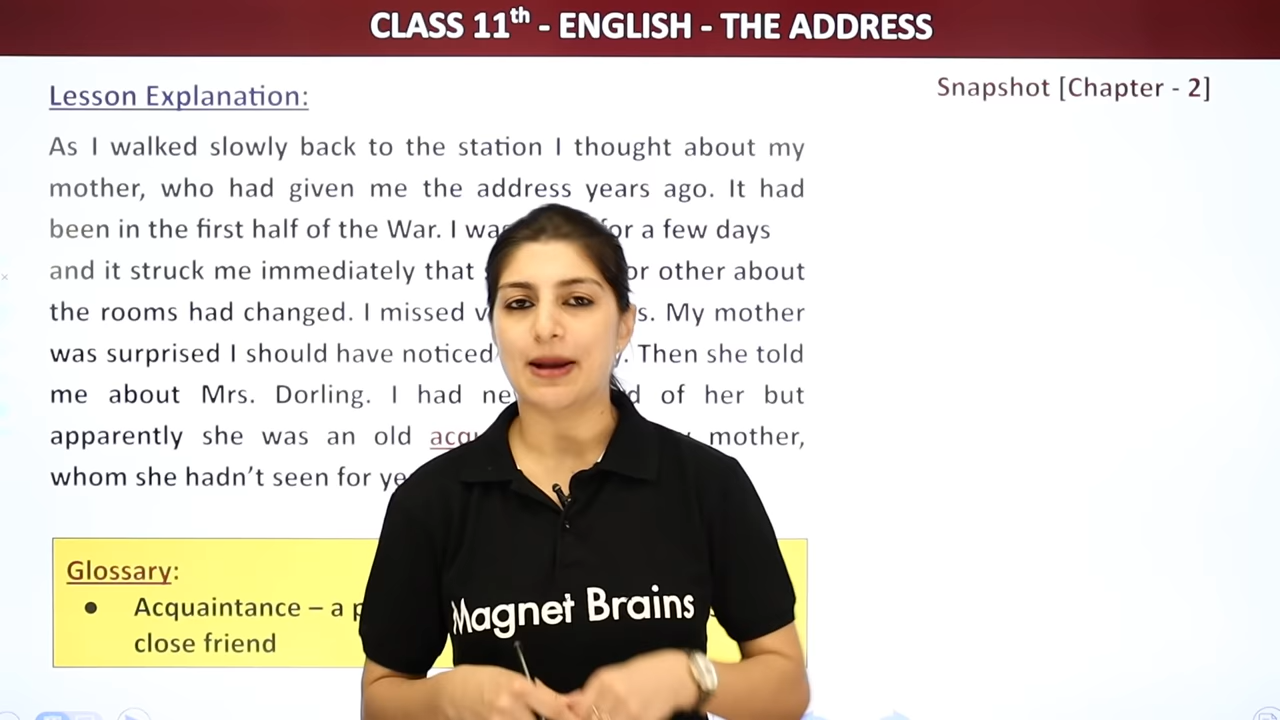 CLASS 11th - ENGLISH - THE ADDRESS
Snapshot [Chapter - 2]
Lesson Explanation:
As I walked slowly back to the station I thought about my
mother, who had given me the address years ago. It had
been in the first half of the War. I was for a few days
and it struck me immediately that or other about
the rooms had changed. I missed My mother
was surprised I should have noticed Then she told
me about Mrs. Dorling. I had of her but
apparently she was an old mother,
whom she hadn't seen for
Glossary:
● Acquaintance – a
close friend
Magnet Brains